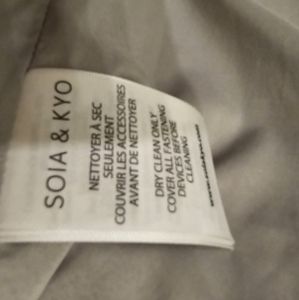 SOIA & KYO
NETTOYER À SEC
SEULEMENT
COUVRIR LES ACCESSOIRES
AVANT DE NETTOYER
DRY CLEAN ONLY
COVER ALL FASTENING
DEVICES BEFORE
CLEANING